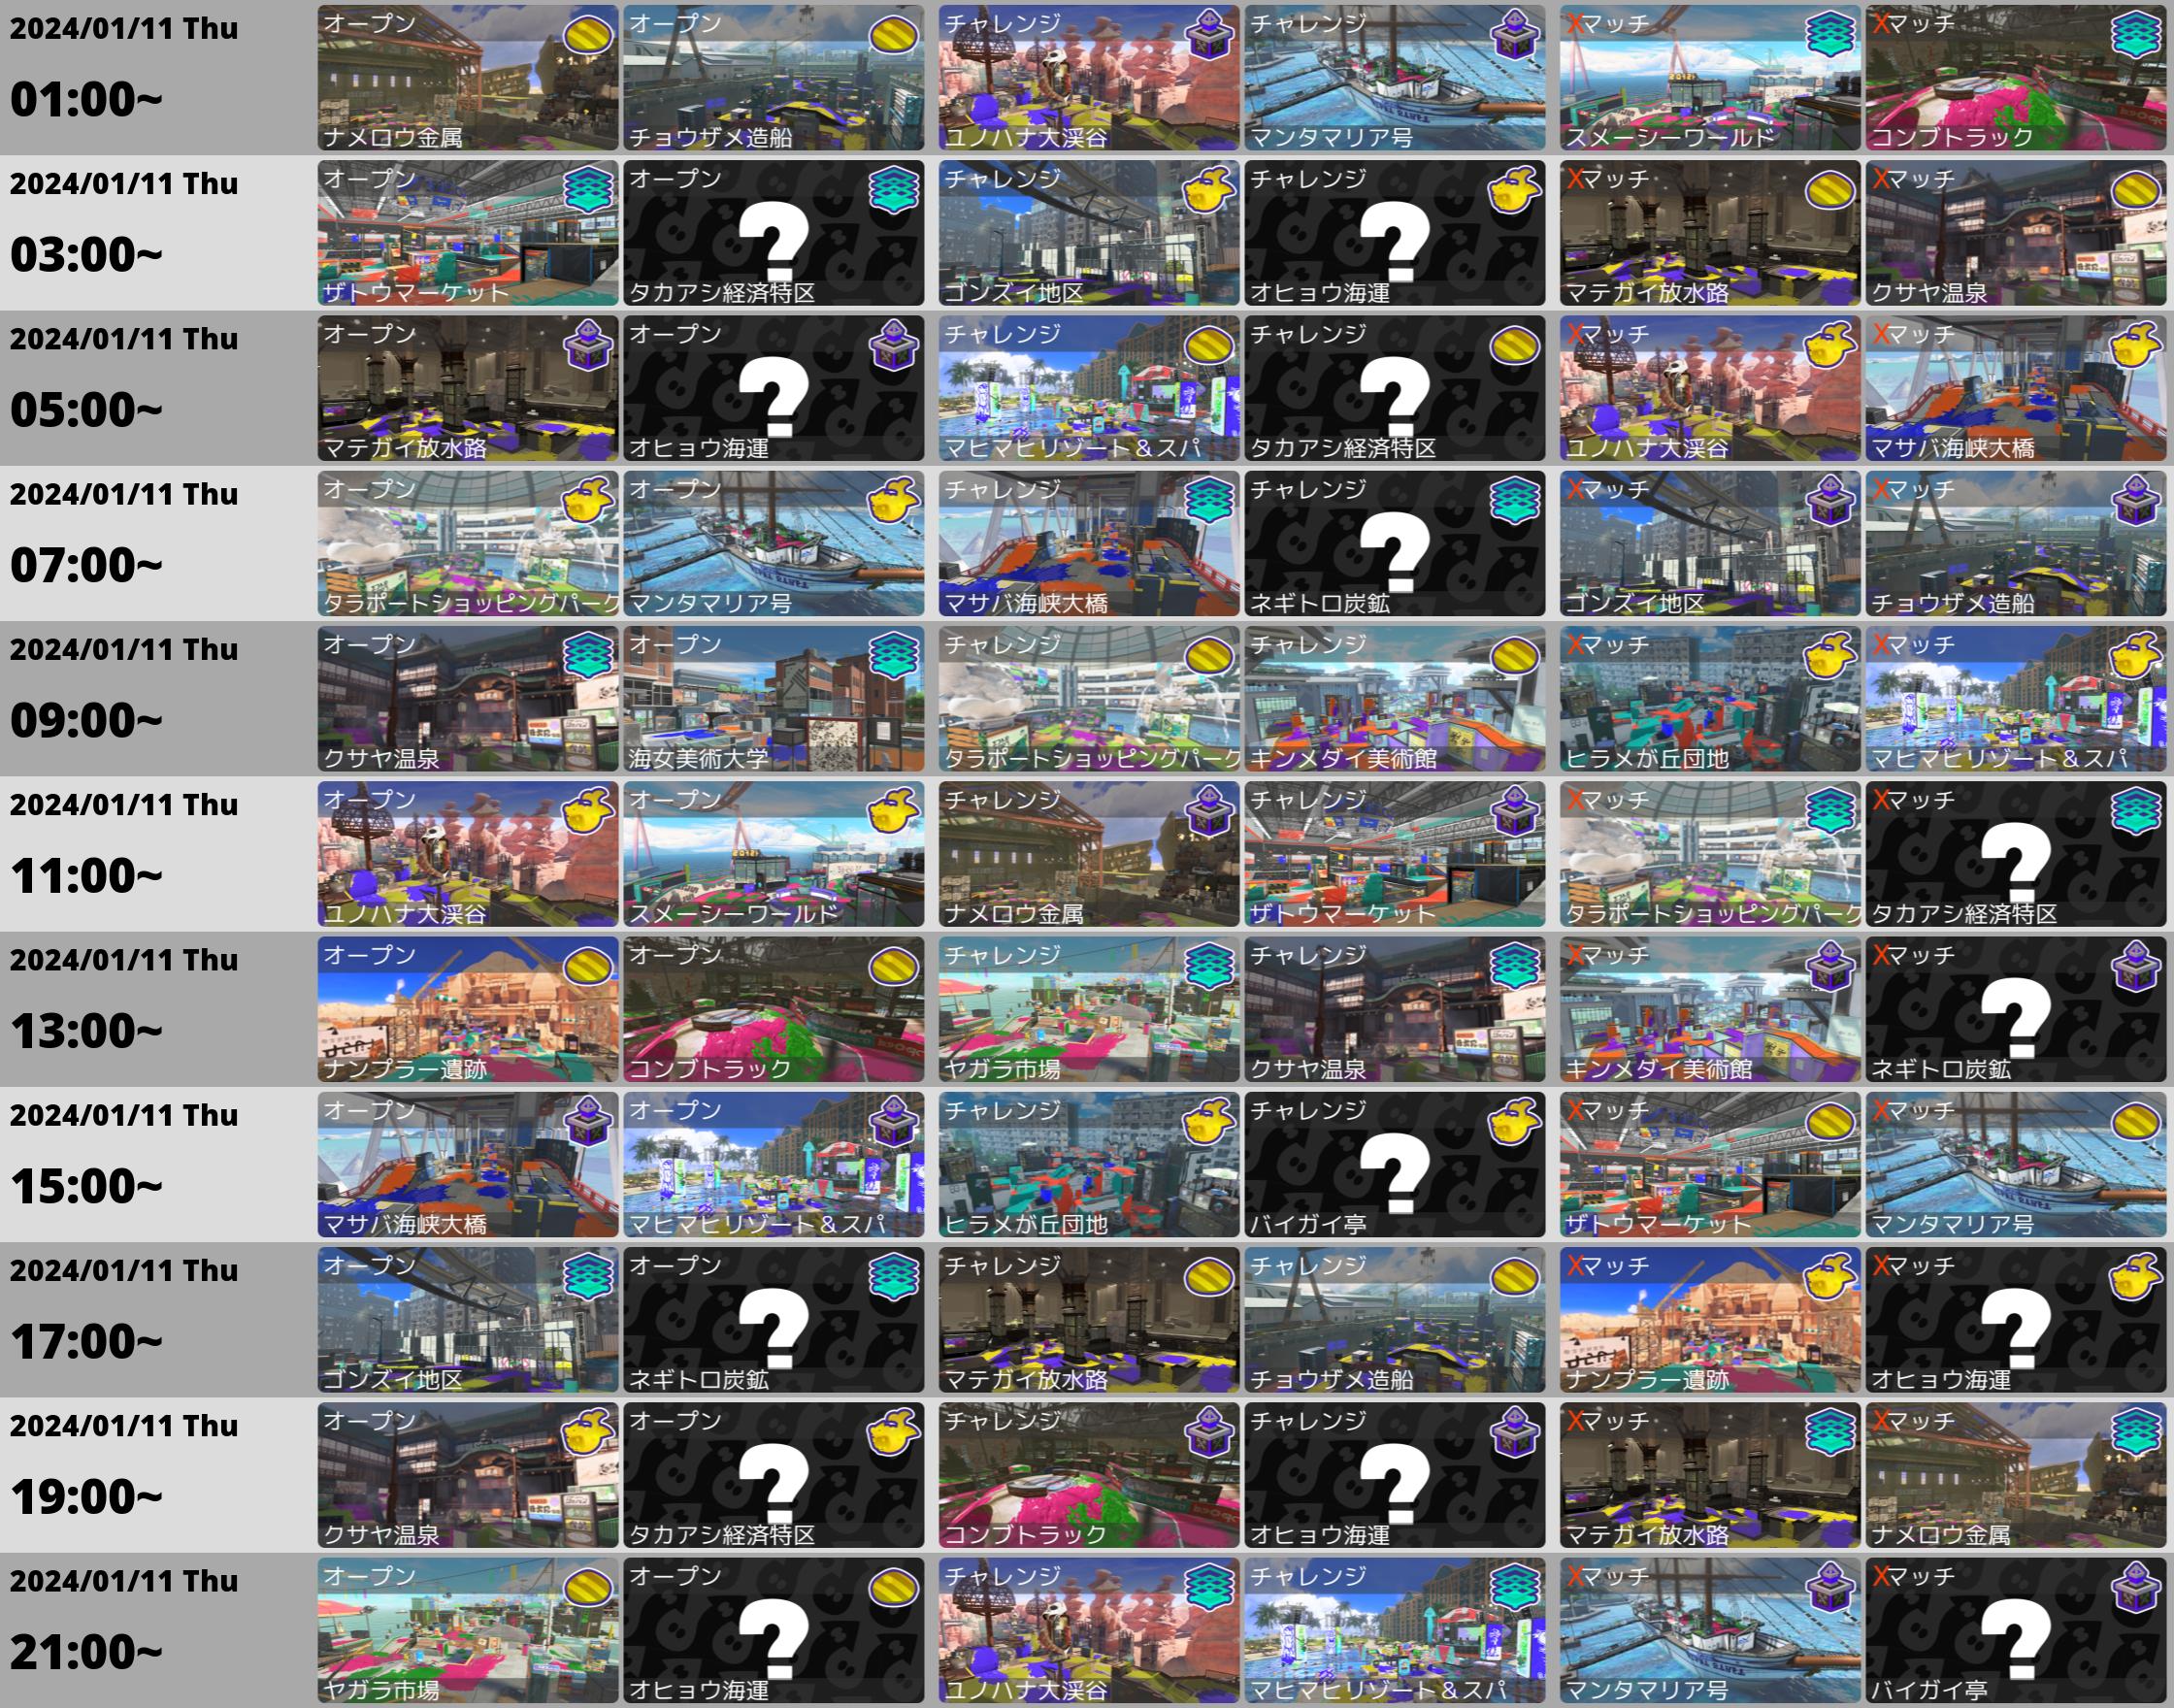 2024/01/11 Thu
01:00~
オープン
オープン
チャレンジ
チャレンジ
Xマッチ
Xマッチ
ナメロウ金属
チョウザメ造船
ユノハナ大渓谷
マンタマリア号
スメーシーワールド
コンブトラック
2024/01/11 Thu
03:00~
オープン
オープン
チャレンジ
チャレンジ
Xマッチ
Xマッチ
?
?
ザトウマーケット
タカアシ経済特区
ゴンズイ地区
オヒョウ海運
マテガイ放水路
クサヤ温泉
2024/01/11 Thu
05:00~
オープン
オープン
チャレンジ
チャレンジ
Xマッチ
Xマッチ
?
?
マテガイ放水路
オヒョウ海運
マヒマヒリゾート&スパ
タカアシ経済特区
ユノハナ大渓谷
マサバ海峡大橋
2024/01/11 Thu
07:00~
オープン
オープン
チャレンジ
チャレンジ
Xマッチ
Xマッチ
?
タラポートショッピングパーク
マンタマリア号
マサバ海峡大橋
ネギトロ炭鉱
ゴンズイ地区
チョウザメ造船
2024/01/11 Thu
09:00~
オープン
オープン
チャレンジ
チャレンジ
Xマッチ
Xマッチ
クサヤ温泉
海女美術大学
タラポートショッピングパーク
キンメダイ美術館
ヒラメが丘団地
マヒマヒリゾート&スパ
2024/01/11 Thu
11:00~
オープン
オープン
チャレンジ
チャレンジ
Xマッチ
Xマッチ
?
ユノハナ大渓谷
スメーシーワールド
ナメロウ金属
ザトウマーケット
タラポートショッピングパーク
タカアシ経済特区
2024/01/11 Thu
13:00~
オープン
オープン
チャレンジ
チャレンジ
Xマッチ
Xマッチ
?
ナンプラー遺跡
コンブトラック
ヤガラ市場
クサヤ温泉
キンメダイ美術館
ネギトロ炭鉱
2024/01/11 Thu
15:00~
オープン
オープン
チャレンジ
チャレンジ
Xマッチ
Xマッチ
?
マサバ海峡大橋
マヒマヒリゾート&スパ
ヒラメが丘団地
バイガイ亭
ザトウマーケット
マンタマリア号
2024/01/11 Thu
17:00~
オープン
オープン
チャレンジ
チャレンジ
Xマッチ
Xマッチ
?
?
ゴンズイ地区
ネギトロ炭鉱
マテガイ放水路
チョウザメ造船
ナンプラー遺跡
オヒョウ海運
2024/01/11 Thu
19:00~
オープン
オープン
チャレンジ
チャレンジ
Xマッチ
Xマッチ
?
?
クサヤ温泉
タカアシ経済特区
コンブトラック
オヒョウ海運
マテガイ放水路
ナメロウ金属
2024/01/11 Thu
21:00~
オープン
オープン
チャレンジ
チャレンジ
Xマッチ
Xマッチ
?
?
ヤガラ市場
オヒョウ海運
ユノハナ大渓谷
マヒマヒリゾート&スパ
マンタマリア号
バイガイ亭